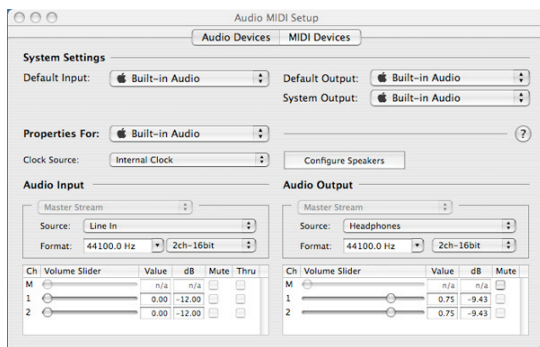 Audio MIDI Setup
Audio Devices MIDI Devices
System Settings
Default Input: Built-in Audio Default Output: Built-in Audio
System Output: Built-in Audio
Properties For: Built-in Audio ?
Clock Source: Internal Clock Configure Speakers
Audio Input Audio Output
Master Stream Master Stream
Source: Line In Source: Headphones
Format: 44100.0 Hz 2ch-16bit Format: 44100.0 Hz 2ch-16bit
Ch Volume Slider Value dB Mute Thru Ch Volume Slider Value dB Mute
M n/a n/a M n/a n/a
1 0.00 -12.00 1 0.75 -9.43
2 0.00 -12.00 2 0.75 -9.43